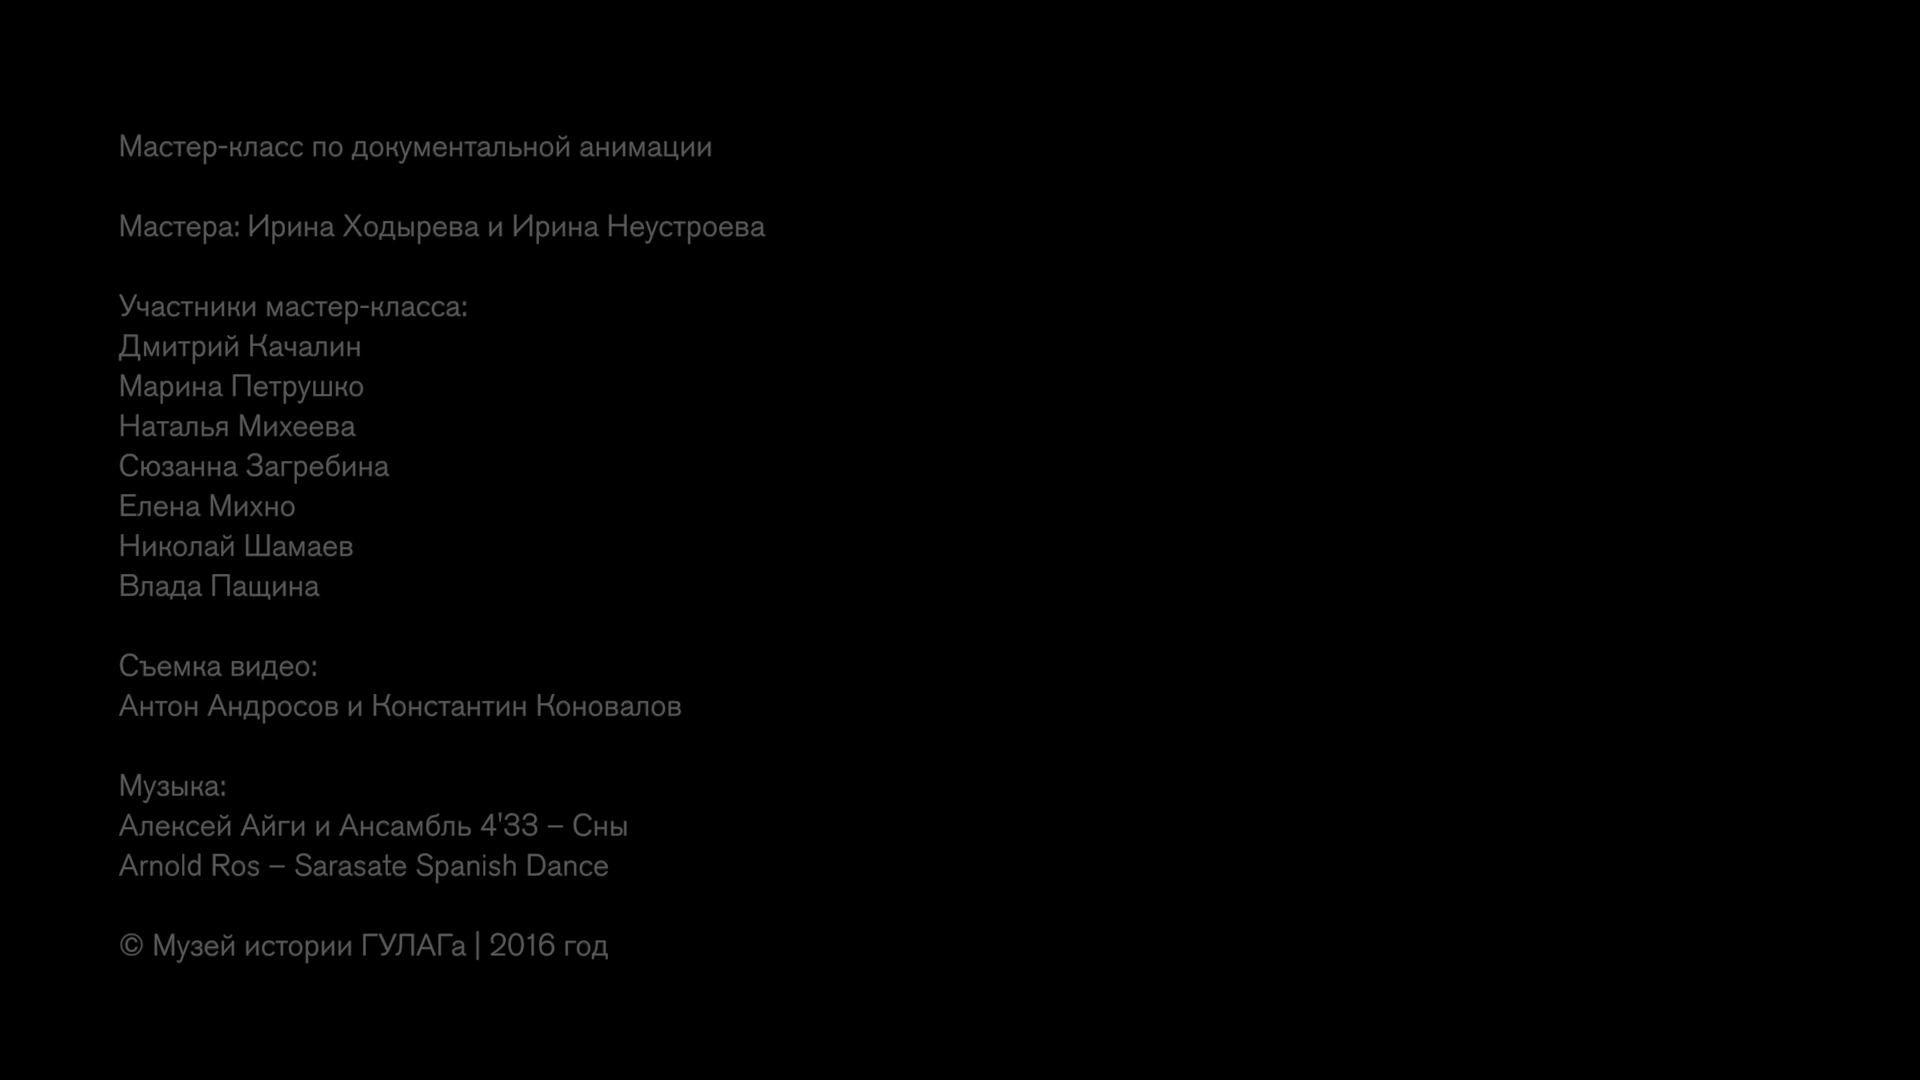 Мастер-класс по документальной анимации
Мастера: Ирина Ходырева и Ирина Неустроева
Участники мастер-класса:
Дмитрий Качалин
Марина Петрушко
Наталья Михеева
Сюзанна Загребина
Елена Михно
Николай Шамаев
Влада Пащина
Съемка видео:
Антон Андросов и Константин Коновалов
Музыка:
Алексей Айги и Ансамбль 4'33 – Сны
Arnold Ros – Sarasate Spanish Dance
© Музей истории ГУЛАГа | 2016 год